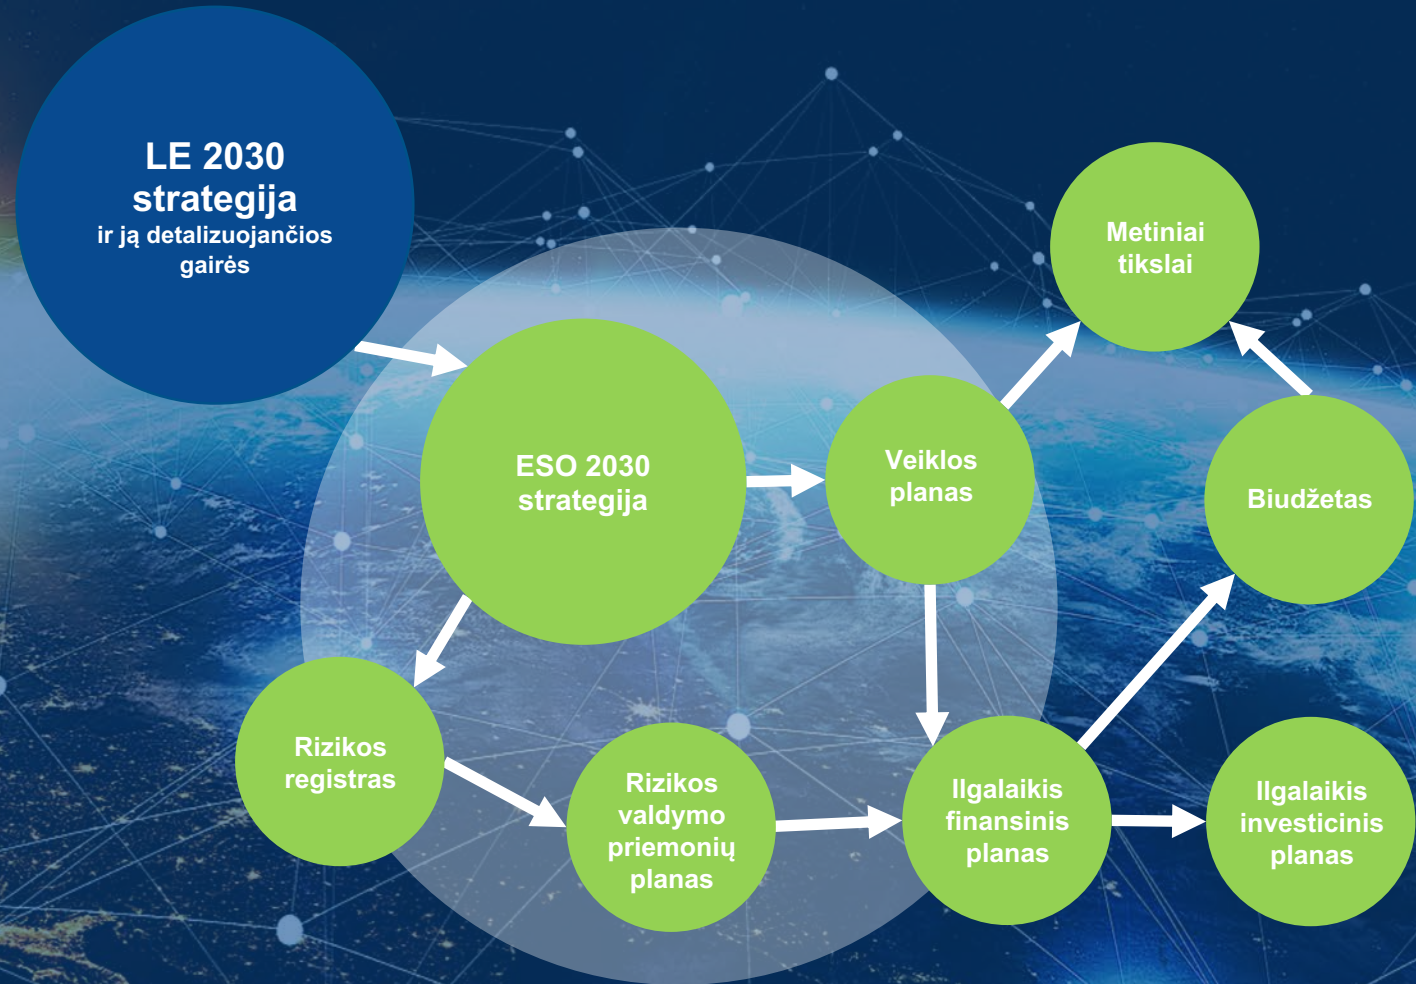 LE 2030
strategija
ir ją detalizuojančios
gairės
Metiniai
tikslai
ESO 2030
strategija
Veiklos
planas
Biudžetas
Rizikos
registras
Rizikos
valdymo
priemonių
planas
Ilgalaikis
finansinis
planas
Ilgalaikis
investicinis
planas